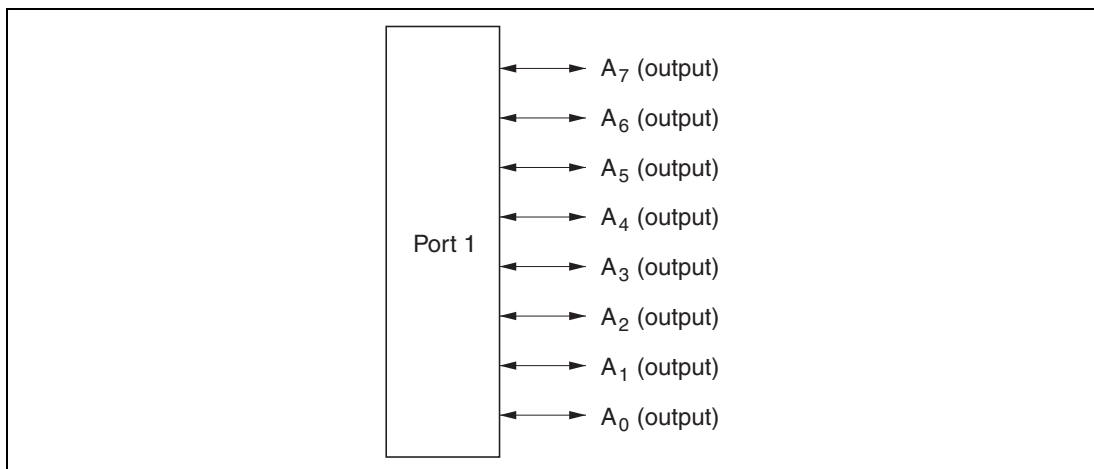 A7 (output)
A6 (output)
A5 (output)
A4 (output)
Port 1
A3 (output)
A2 (output)
A1 (output)
A0 (output)